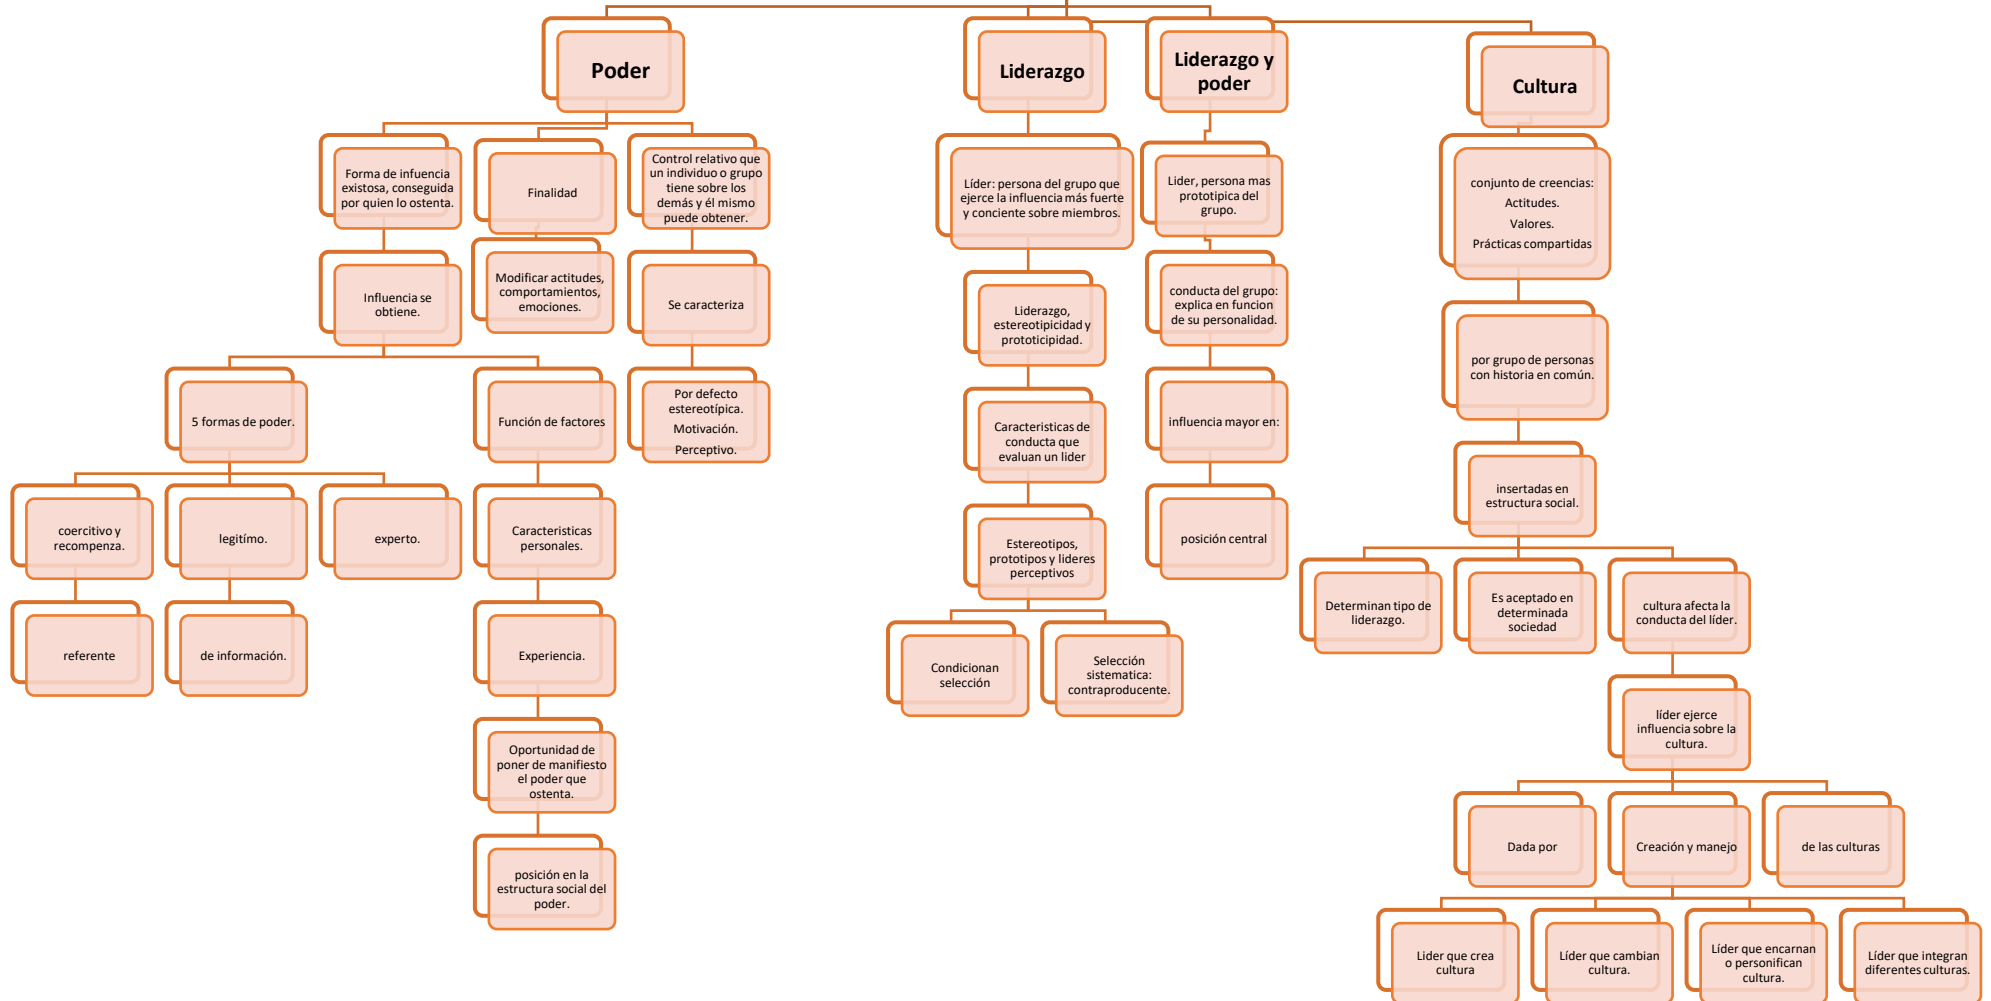 Poder
Liderazgo
Liderazgo y
poder
Cultura
Forma de infuencia
existosa, conseguida
por quien lo ostenta.
Finalidad
Control relativo que
un individuo o grupo
tiene sobre los
demás y él mismo
puede obtener.
Influencia se
obtiene.
Modificar actitudes,
comportamientos,
emociones.
Se caracteriza
5 formas de poder.
Función de factores
Por defecto
estereotípica.
Motivación.
Perceptivo.
coercitivo y
recompenza.
legitímo.
experto.
Caracteristicas
personales.
referente
de información.
Experiencia.
Oportunidad de
poner de manifiesto
el poder que
ostenta.
posición en la
estructura social del
poder.
Líder: persona del grupo que
ejerce la influencia más fuerte
y conciente sobre miembros.
Liderazgo,
estereotipicidad y
prototicipidad.
Caracteristicas de
conducta que
evaluan un lider
Estereotipos,
prototipos y lideres
perceptivos
Condicionan
selección
Selección
sistematica:
contraproducente.
Lider, persona mas
prototipica del
grupo.
conducta del grupo:
explica en funcion
de su personalidad.
influencia mayor en:
posición central
conjunto de creencias:
Actitudes.
Valores.
Prácticas compartidas
por grupo de personas
con historia en común.
insertadas en
estructura social.
Determinan tipo de
liderazgo.
Es aceptado en
determinada
sociedad
cultura afecta la
conducta del líder.
líder ejerce
influencia sobre la
cultura.
Dada por
Creación y manejo
de las culturas
Lider que crea
cultura
Líder que cambian
cultura.
Líder que encarnan
o personifican
cultura.
Líder que integran
diferentes culturas.